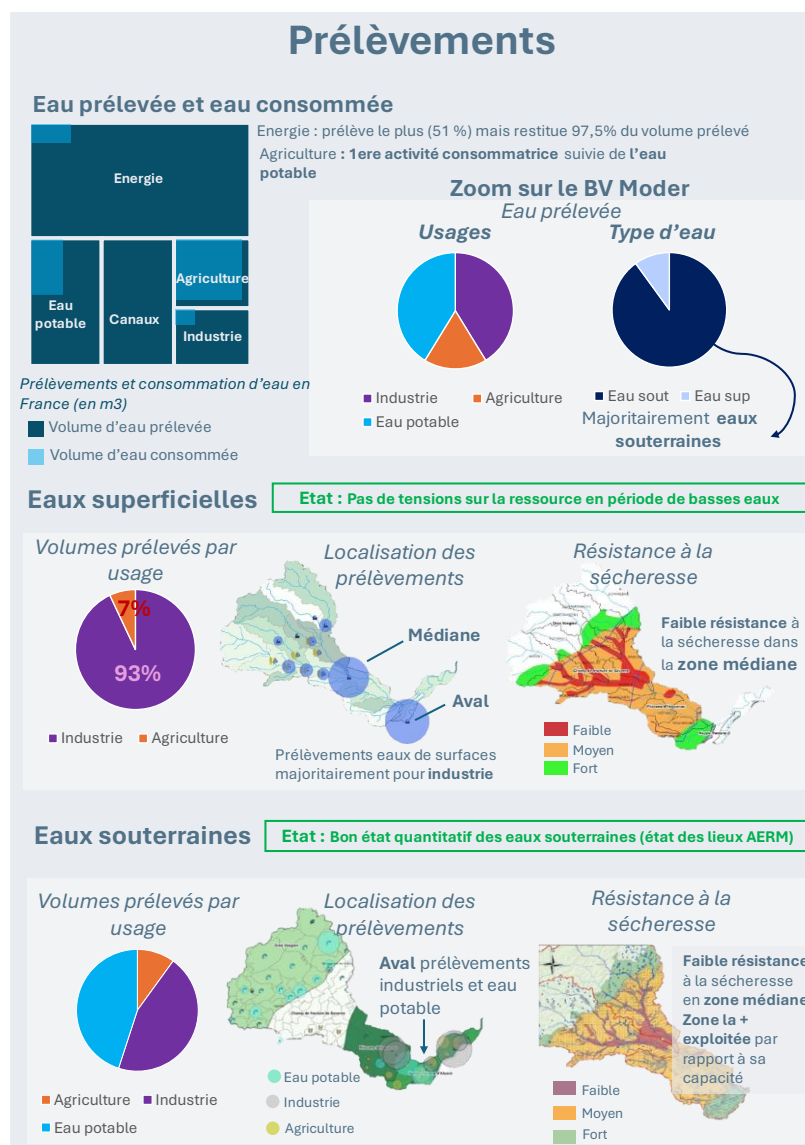 Prélèvements
Eau prélevée et eau consommée
Energie : prélève le plus (51 %) mais restitue 97,5% du volume prélevé
Agriculture : 1ere activité consommatrice suivie de l’eau
potable
Energie
Eau
potable
Canaux
Agriculture
Industrie
Prélèvements et consommation d’eau en
France (en m3)
Volume d’eau prélevée
Volume d’eau consommée
Zoom sur le BV Moder
Eau prélevée
Usages
Type d’eau
Industrie
Agriculture
Eau potable
Eau sout
Eau sup
Majoritairement eaux
souterraines
Eaux superficielles
Etat : Pas de tensions sur la ressource en période de basses eaux
Volumes prélevés par
usage
7%
93%
Industrie
Agriculture
Localisation des
prélèvements
Médiane
Aval
Prélèvements eaux de surfaces
majoritairement pour industrie
Résistance à la
sécheresse
Faible résistance à
la sécheresse dans
la zone médiane
Faible
Moyen
Fort
Eaux souterraines
Etat : Bon état quantitatif des eaux souterraines (état des lieux AERM)
Volumes prélevés par
usage
Agriculture
Industrie
Eau potable
Localisation des
prélèvements
Aval prélèvements
industriels et eau
potable
Eau potable
Industrie
Agriculture
Résistance à la
sécheresse
Faible résistance
à la sécheresse
en zone médiane
Zone la +
exploitée par
rapport à sa
capacité
Faible
Moyen
Fort